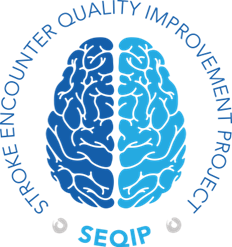 STROKE ENCOUNTER QUALITY IMPROVEMENT PROJECT
SEQIP